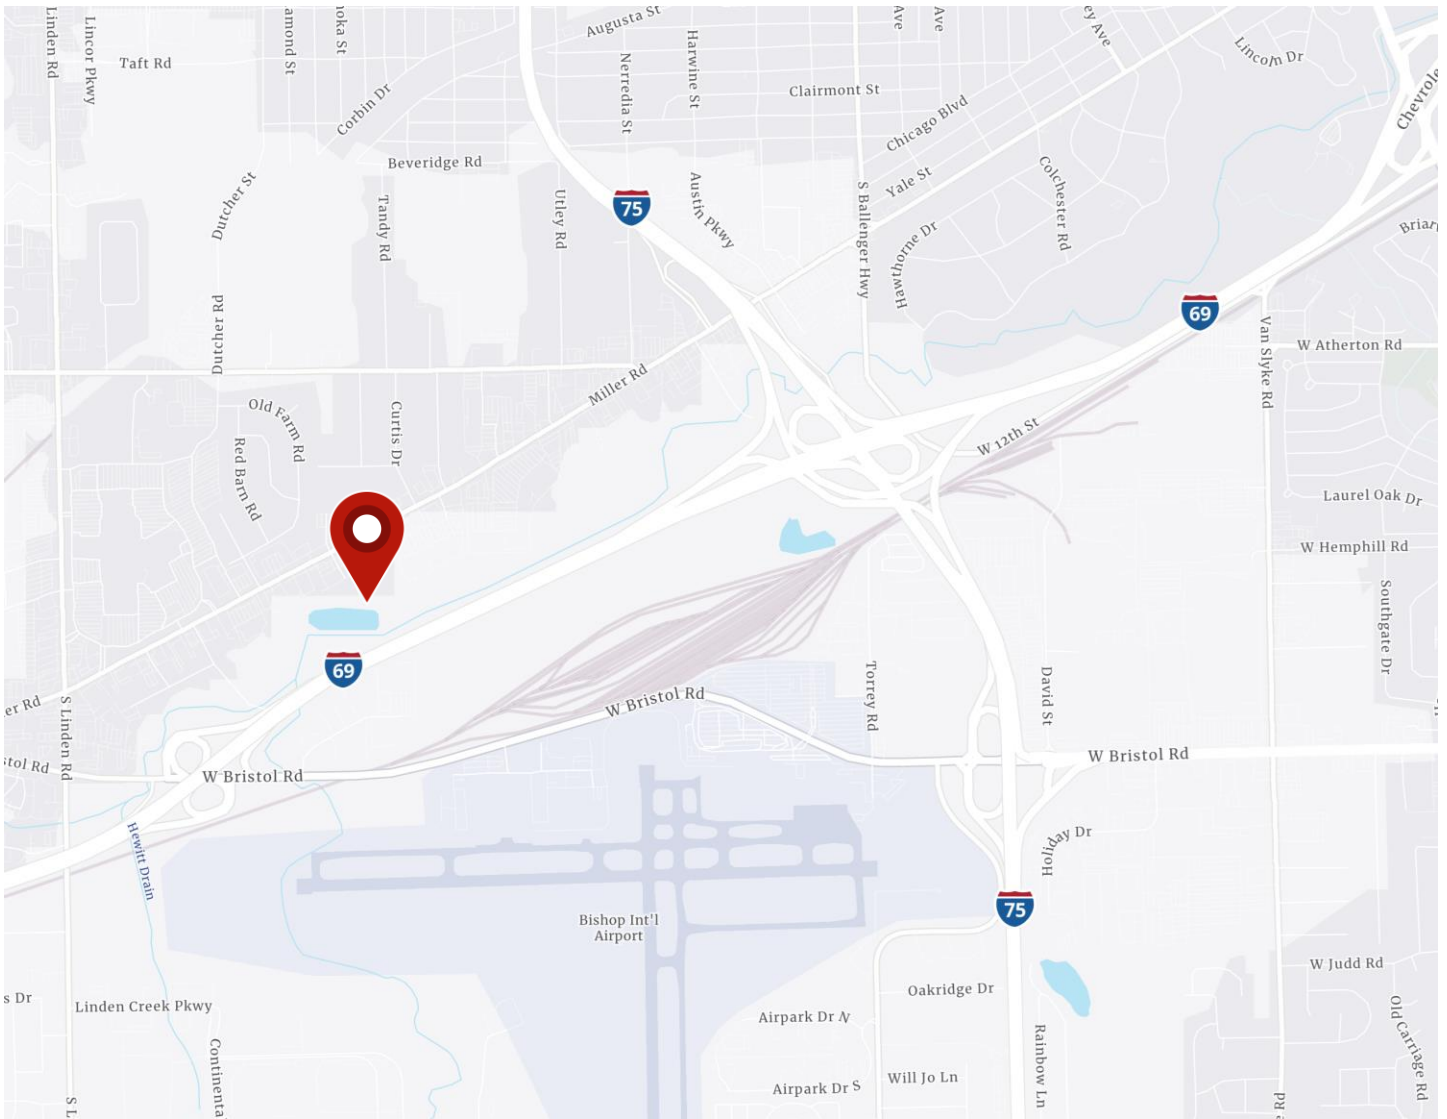 Linden Rd
Lincor Pkwy
Taft Rd
Corbin Dr
Augusta St
Nerredia St
Harwine St
Clairmont St
Ave
Ave
Chicago Blvd
Yale St
Lincoln Dr
Beveridge Rd
Dutcher St
Tandy Rd
Utley Rd
75
Austin Pkwy
S Ballenger Hwy
Hawthorne Dr
Colchester Rd
Dutcher Rd
69
Van Slyke Rd
W Atherton Rd
Miller Rd
Old Farm Rd
Red Barn Rd
Curtis Dr
W 12th St
Laurel Oak Dr
W Hemphill Rd
Southgate Dr
69
S Linden Rd
W Bristol Rd
Torrey Rd
David St
W Bristol Rd
W Bristol Rd
Hewitt Drain
Holiday Dr
75
Bishop Int'l
Airport
W Judd Rd
Old Carriage Rd
Linden Creek Pkwy
Oakridge Dr
Airpark Dr N
Rainbow Ln
Will Jo Ln
Airpark Dr S